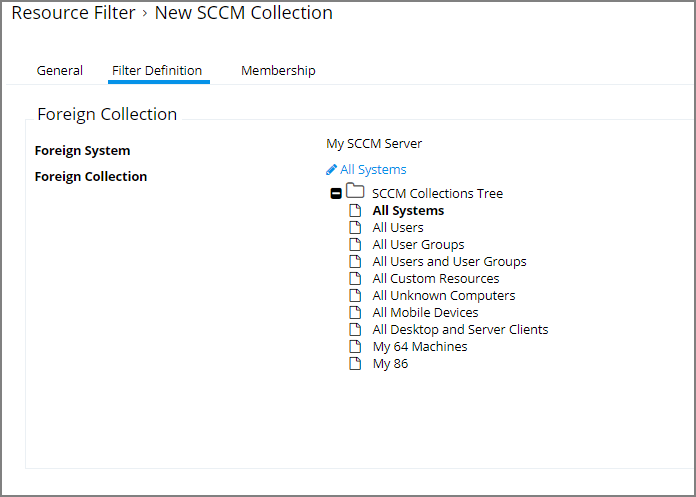 Resource Filter › New SCCM Collection
General Filter Definition Membership
Foreign Collection
Foreign System My SCCM Server
Foreign Collection All Systems
SCCM Collections Tree
All Systems
All Users
All User Groups
All Users and User Groups
All Custom Resources
All Unknown Computers
All Mobile Devices
All Desktop and Server Clients
My 64 Machines
My 86